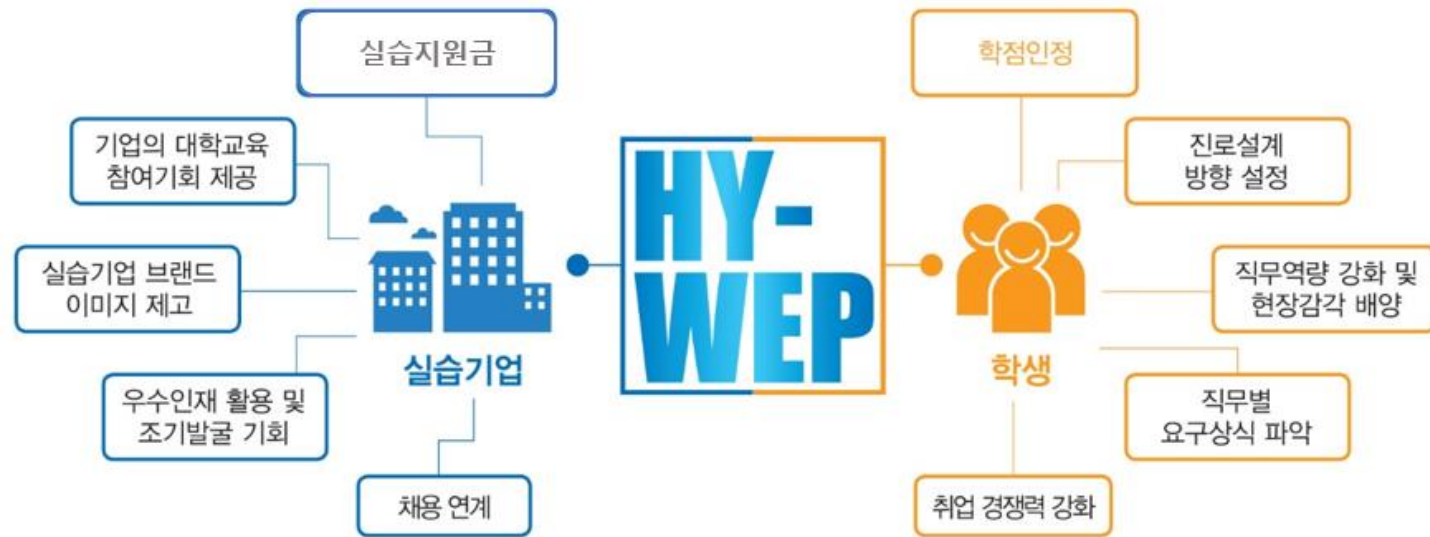 실습지원금
기업의 대학교육
참여기회 제공
실습기업 브랜드
이미지 제고
우수인재 활용 및
조기발굴 기회
채용 연계
실습기업
HY-
WEP
학점인정
진로설계
방향 설정
직무역량 강화 및
현장감각 배양
직무별
요구상식 파악
취업 경쟁력 강화
학생